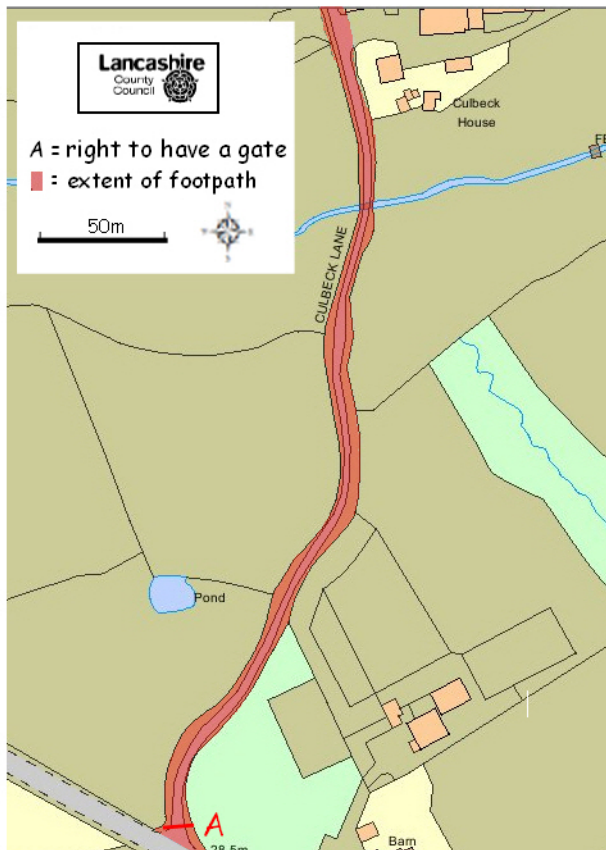 Lancashire
County
Council
A = right to have a gate
= extent of footpath
50m
Culbeck
House
FB
CULBECK LANE
Pond
A
28.5m
Barn